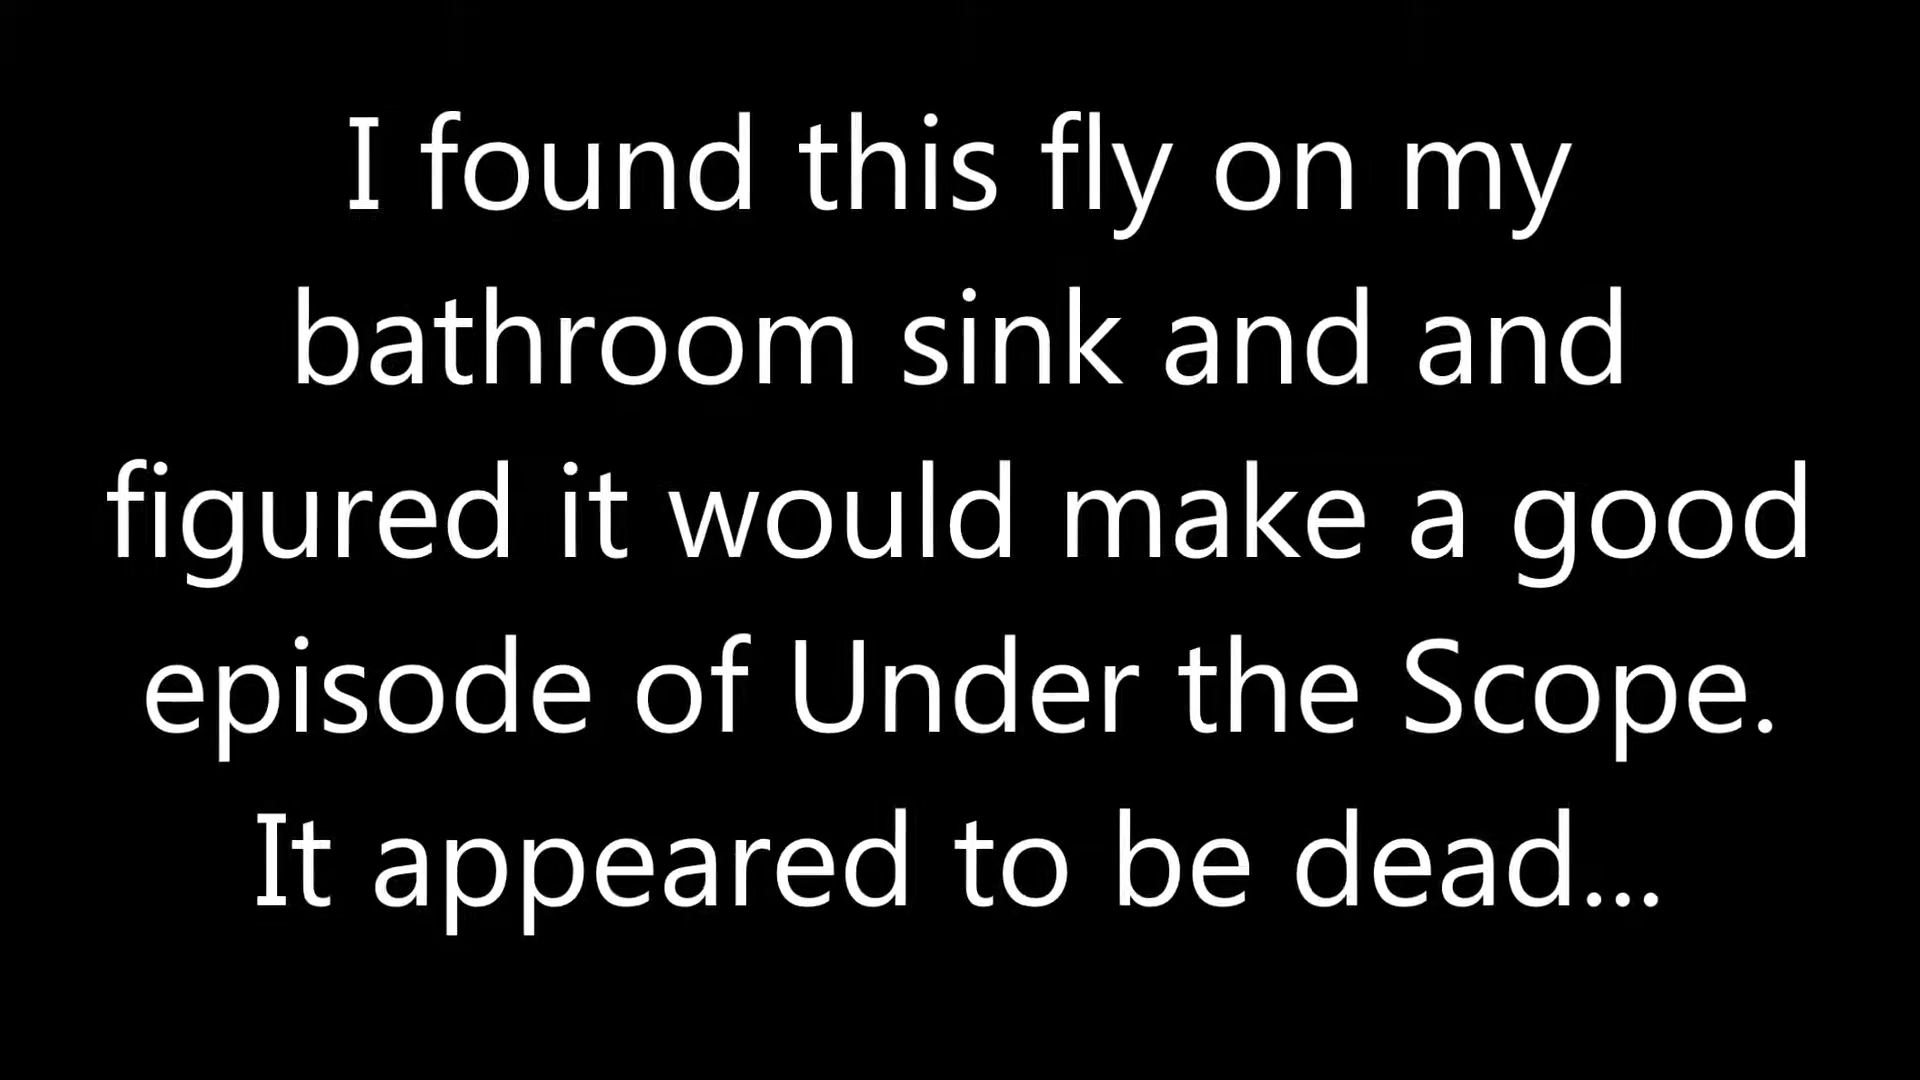 I found this fly on my
bathroom sink and and
figured it would make a good
episode of Under the Scope.
It appeared to be dead...